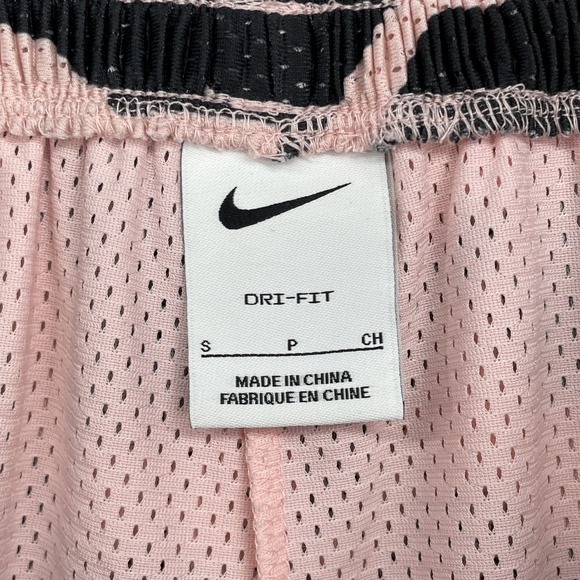 DRI-FIT
S P CH
MADE IN CHINA
FABRIQUE EN CHINE